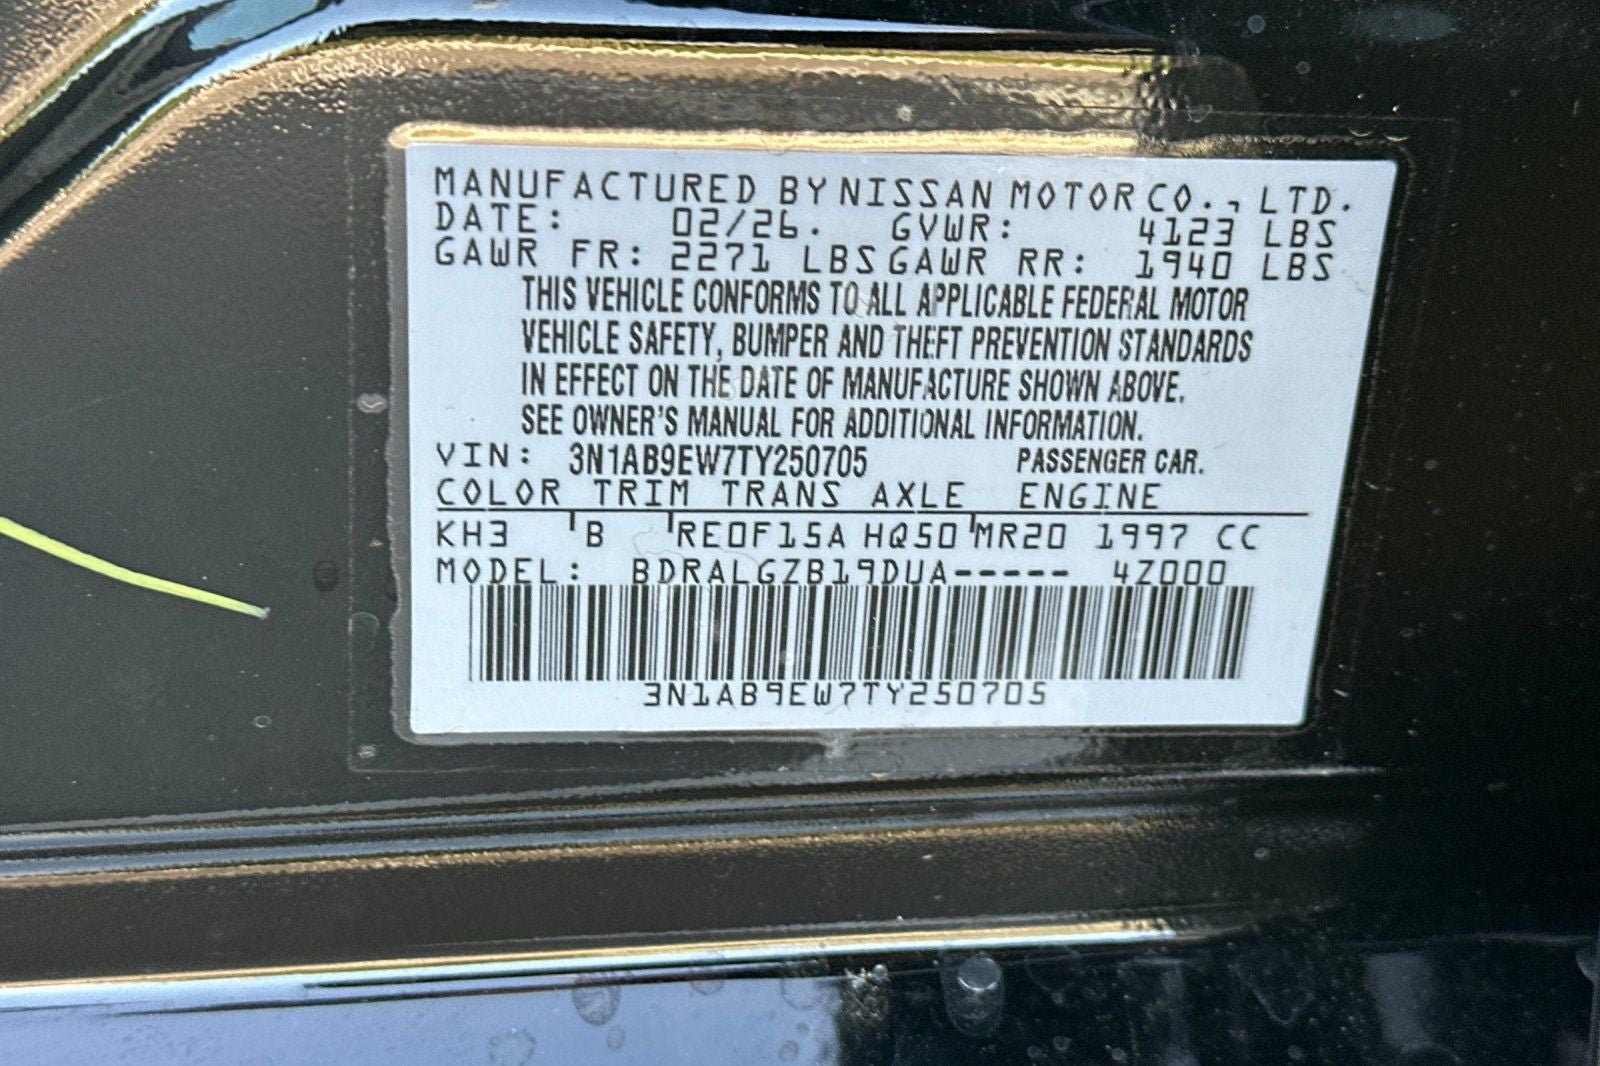 MANUFACTURED BY NISSAN MOTOR CO., LTD.
DATE: 02/26. GVWR: 4123 LBS
GAWR FR: 2271 LBS GAWR RR: 1940 LBS
THIS VEHICLE CONFORMS TO ALL APPLICABLE FEDERAL MOTOR
VEHICLE SAFETY, BUMPER AND THEFT PREVENTION STANDARDS
IN EFFECT ON THE DATE OF MANUFACTURE SHOWN ABOVE.
SEE OWNER'S MANUAL FOR ADDITIONAL INFORMATION.
VIN: 3N1AB9EW7TY250705 PASSENGER CAR.
COLOR TRIM TRANS AXLE ENGINE
KH3 B RE0F15A HQ50 MR20 1997 CC
MODEL: BDRALGZB19DUA----- 4Z000
3N1AB9EW7TY250705